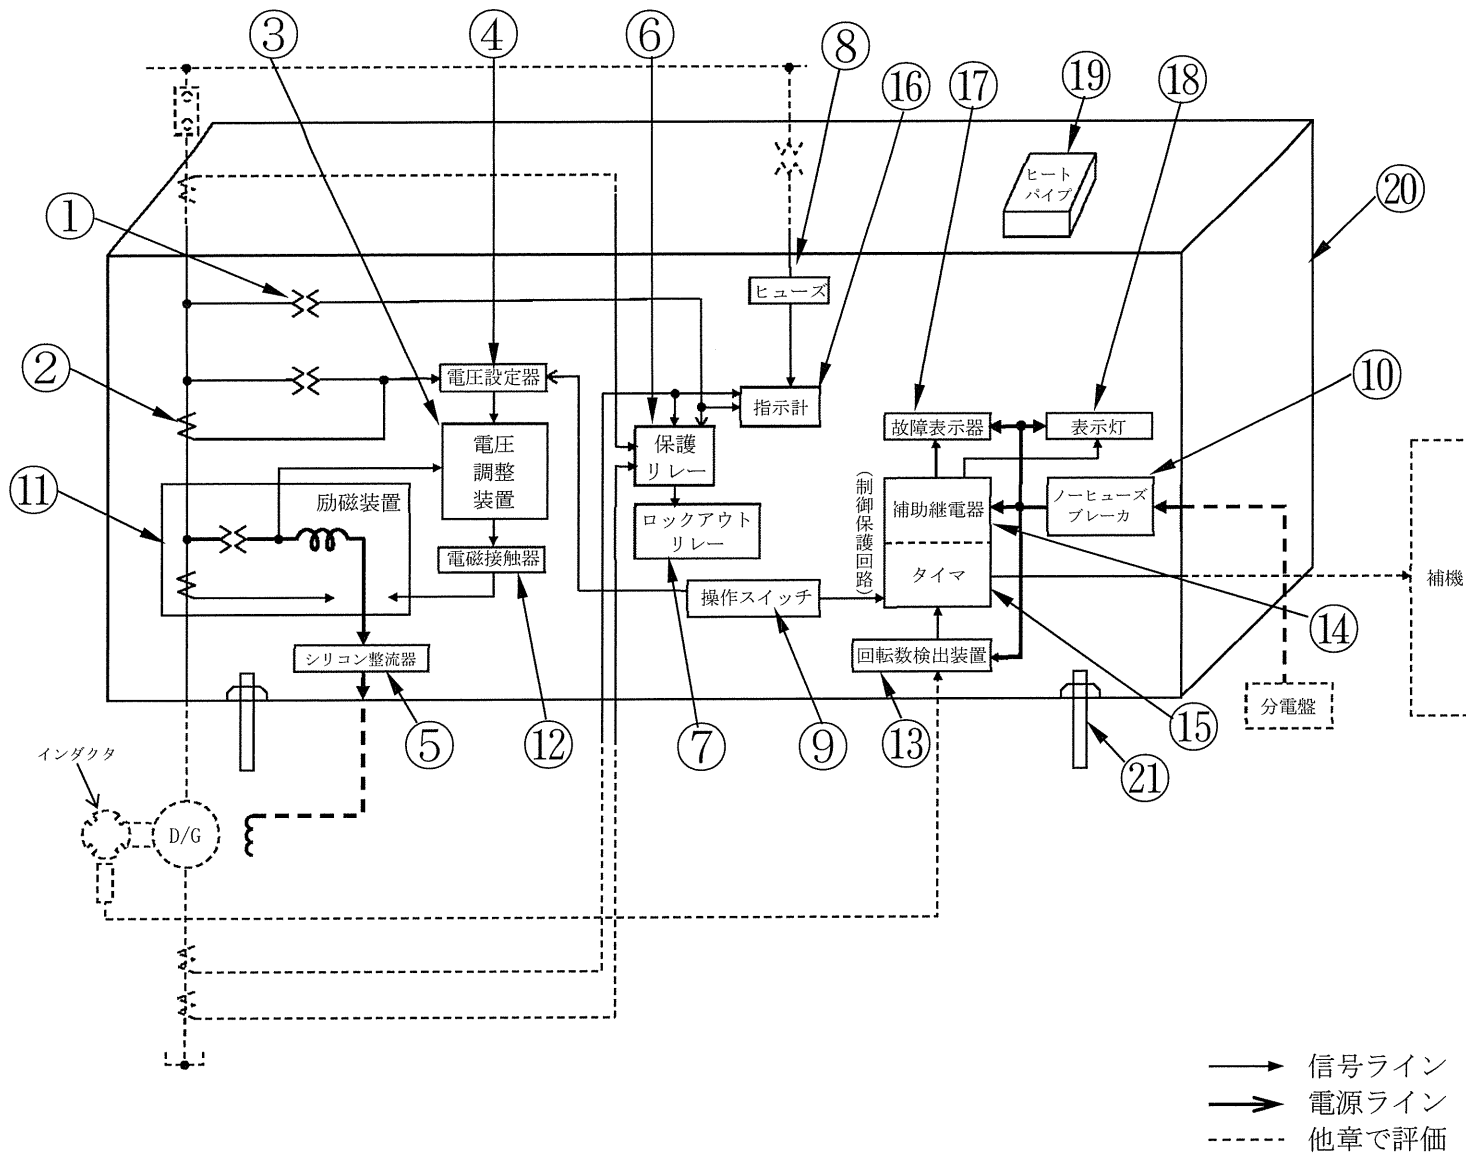 ③
④
⑥
⑧
⑯
⑰
⑲
⑱
ヒート
パイプ
⑳
①
ヒューズ
②
電圧設定器
指示計
⑩
故障表示器
表示灯
電圧
調整
装置
保護
リレー
⑪
励磁装置
(制御保護回路)
補助継電器
ノーヒューズ
ブレーカ
ロックアウト
リレー
電磁接触器
タイマ
補機
操作スイッチ
⑭
シリコン整流器
回転数検出装置
分電盤
⑤
⑫
⑦
⑨
⑬
⑮
㉑
インダクタ
D/G
信号ライン
電源ライン
他章で評価